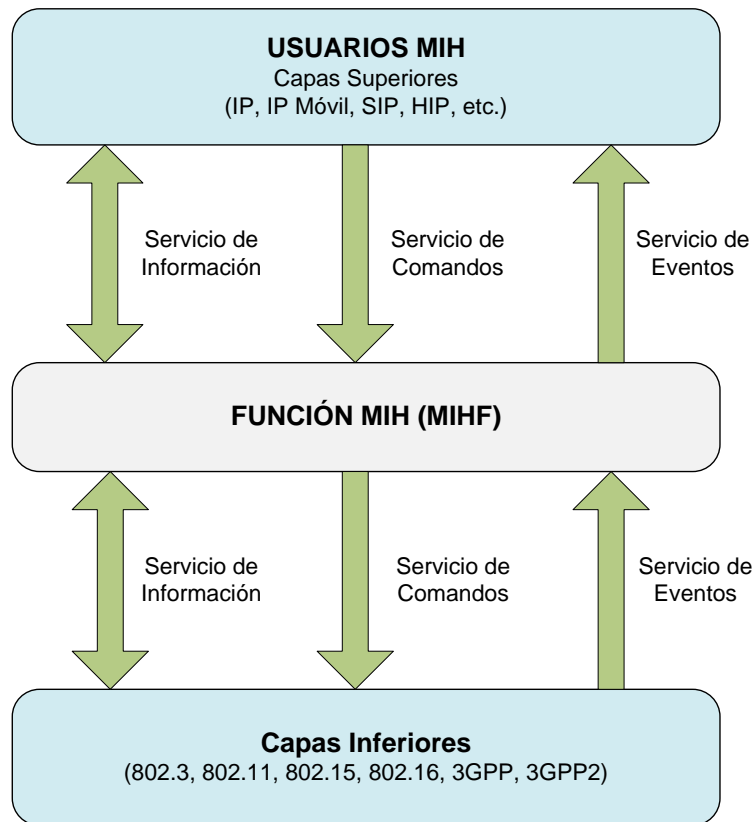 USUARIOS MIH
Capas Superiores
(IP, IP Móvil, SIP, HIP, etc.)
Servicio de
Información
Servicio de
Comandos
Servicio de
Eventos
FUNCIÓN MIH (MIHF)
Servicio de
Información
Servicio de
Comandos
Servicio de
Eventos
Capas Inferiores
(802.3, 802.11, 802.15, 802.16, 3GPP, 3GPP2)